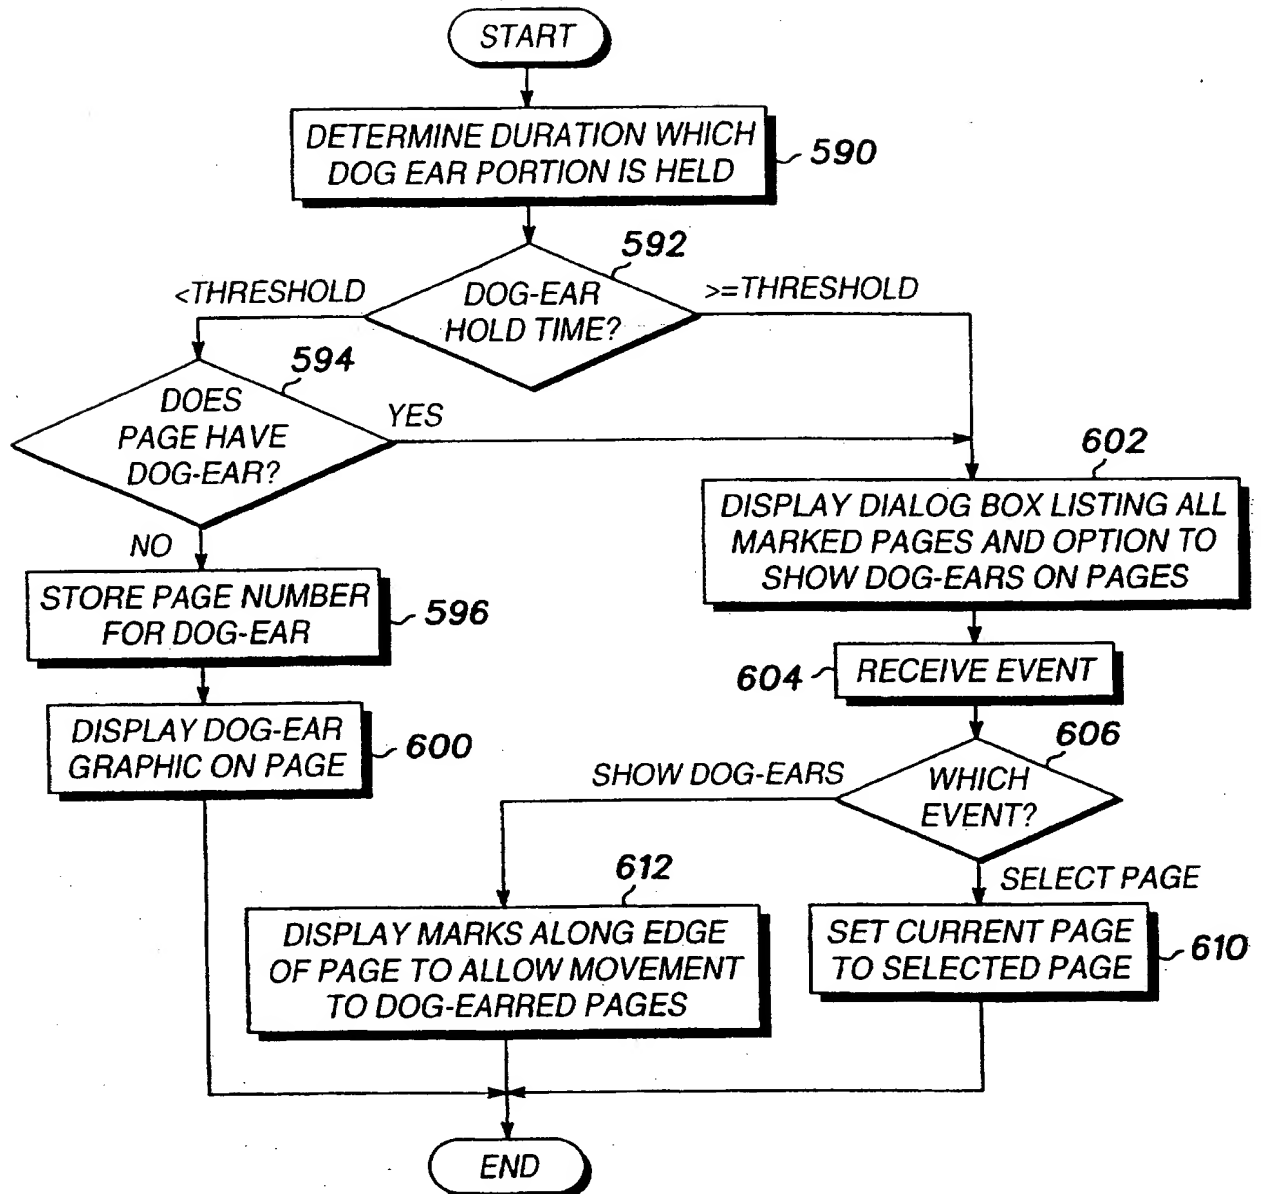 START
DETERMINE DURATION WHICH
DOG EAR PORTION IS HELD
590
592
<THRESHOLD
DOG-EAR
HOLD TIME?
>=THRESHOLD
594
DOES
PAGE HAVE
DOG-EAR?
YES
NO
602
DISPLAY DIALOG BOX LISTING ALL
MARKED PAGES AND OPTION TO
SHOW DOG-EARS ON PAGES
STORE PAGE NUMBER
FOR DOG-EAR
596
604
RECEIVE EVENT
DISPLAY DOG-EAR
GRAPHIC ON PAGE
600
606
SHOW DOG-EARS
WHICH
EVENT?
SELECT PAGE
612
DISPLAY MARKS ALONG EDGE
OF PAGE TO ALLOW MOVEMENT
TO DOG-EARRED PAGES
SET CURRENT PAGE
TO SELECTED PAGE
610
END